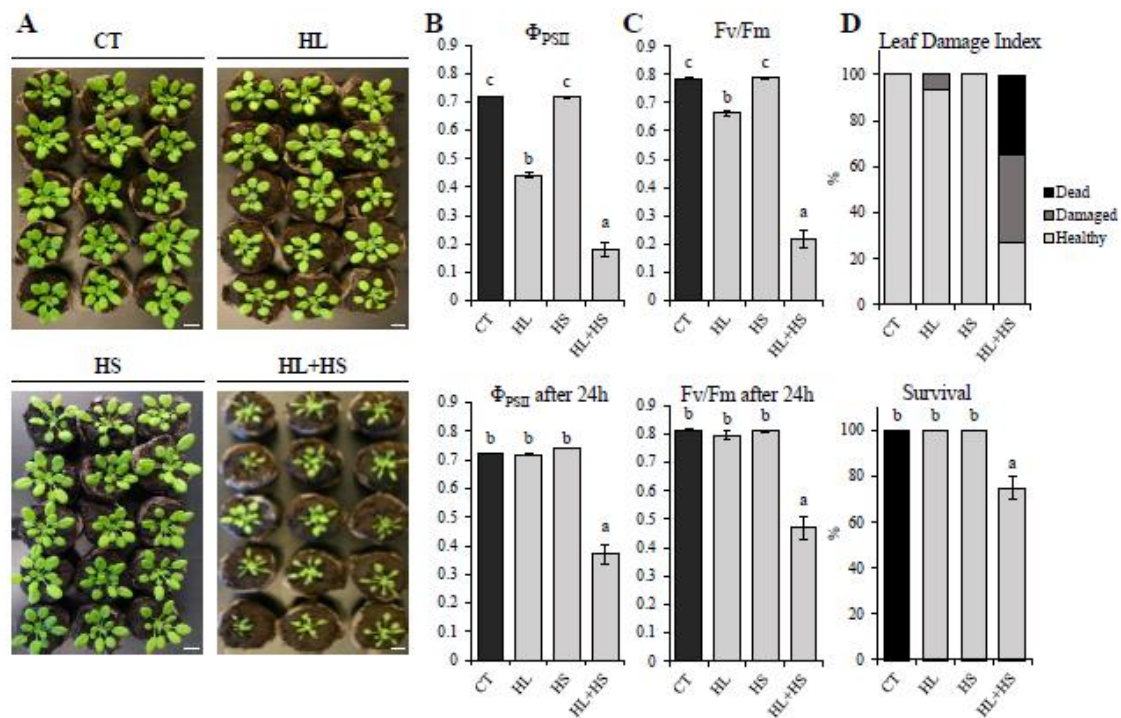 A
CT
HL
HS
HL+HS
B
Φ_PSII
0.9
0.8
0.7
0.6
0.5
0.4
0.3
0.2
0.1
0
c
b
c
a
CT
HL
HS
HL+HS
Φ_PSII after 24h
0.9
0.8
0.7
0.6
0.5
0.4
0.3
0.2
0.1
0
b
b
b
a
CT
HL
HS
HL+HS
C
Fv/Fm
0.9
0.8
0.7
0.6
0.5
0.4
0.3
0.2
0.1
0
c
b
c
a
CT
HL
HS
HL+HS
Fv/Fm after 24h
0.9
0.8
0.7
0.6
0.5
0.4
0.3
0.2
0.1
0
b
b
b
a
CT
HL
HS
HL+HS
D
Leaf Damage Index
100
80
60
40
20
0
%
CT
HL
HS
HL+HS
Dead
Damaged
Healthy
Survival
100
80
60
40
20
0
%
b
b
b
a
CT
HL
HS
HL+HS